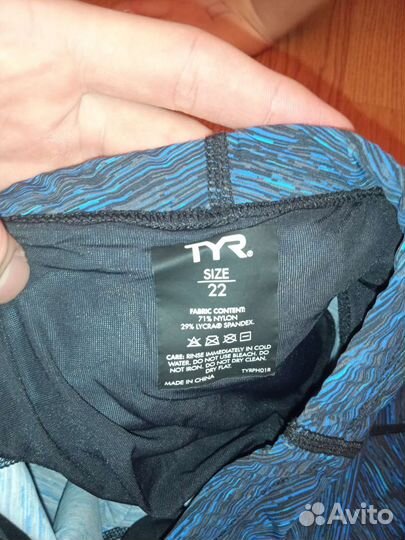 TYR®
SIZE
22
FABRIC CONTENT:
71% NYLON
29% LYCRA® SPANDEX.
CARE: RINSE IMMEDIATELY IN COLD
WATER. DO NOT BLEACH. DO
NOT IRON. DO NOT DRY CLEAN.
DRY FLAT.
MADE IN CHINA
TYRPH01R
Avito